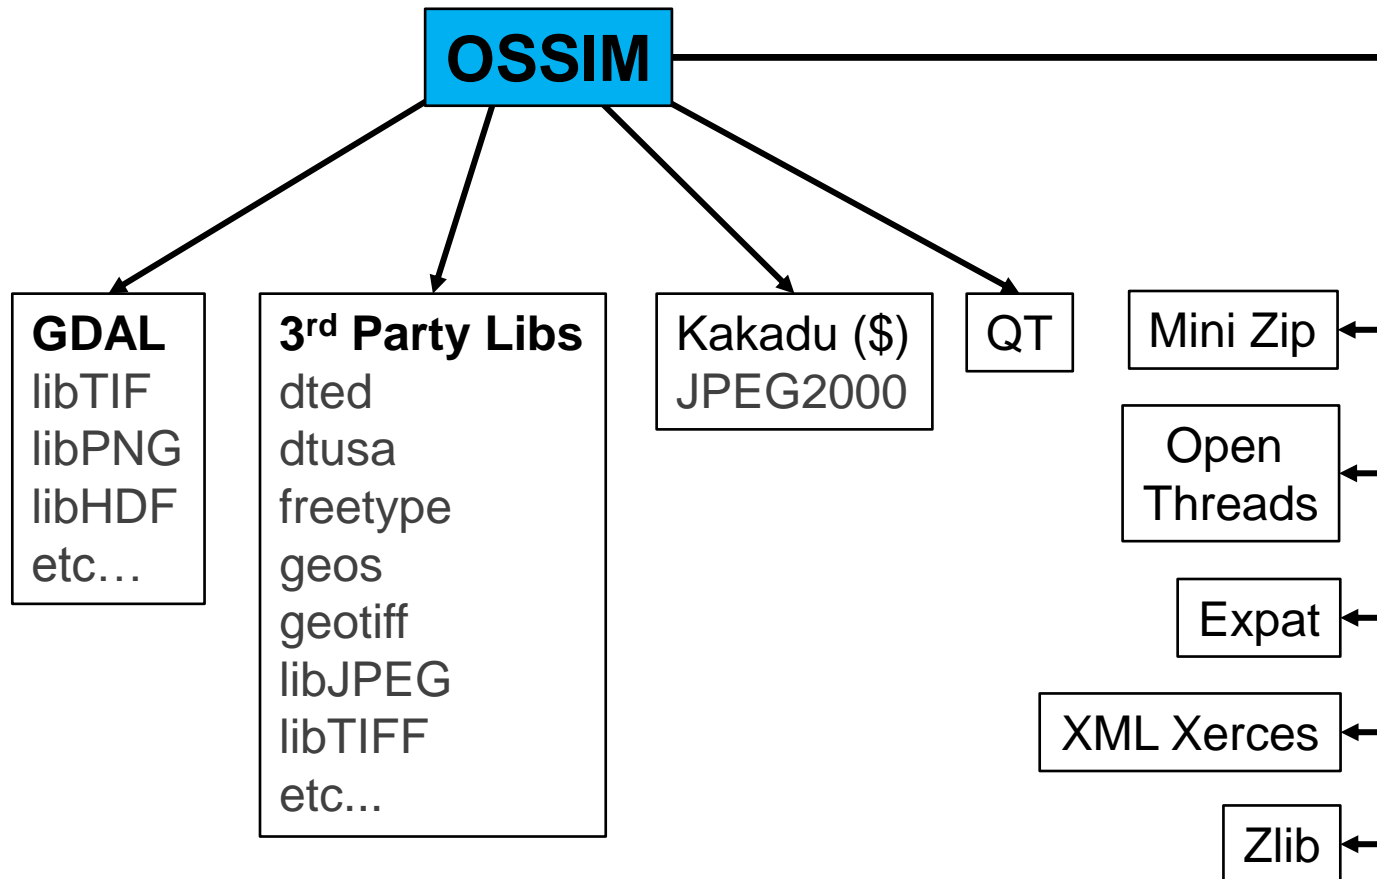 OSSIM
GDAL
libTIF
libPNG
libHDF
etc…
3rd Party Libs
dted
dtusa
freetype
geos
geotiff
libJPEG
libTIFF
etc...
Kakadu ($)
JPEG2000
QT
Mini Zip
Open
Threads
Expat
XML Xerces
Zlib